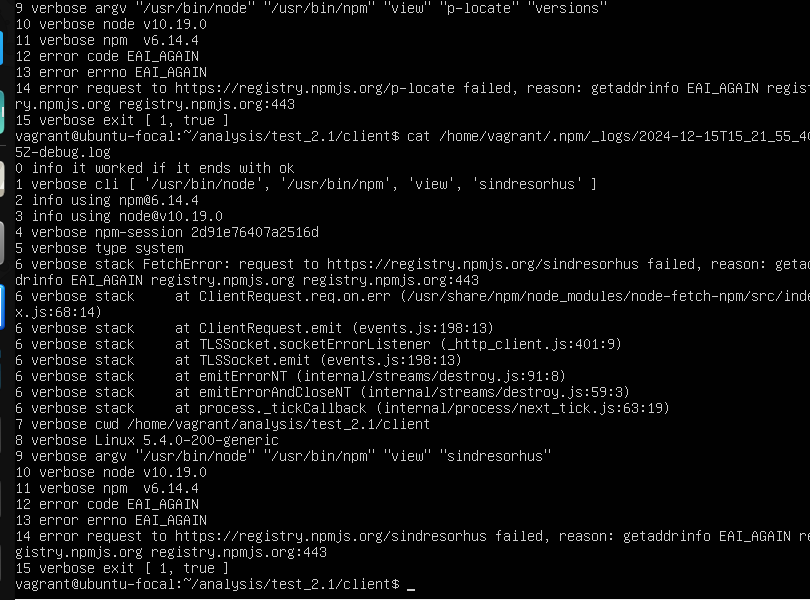 9 verbose argv "/usr/bin/node" "/usr/bin/npm" "view" "p-locate" "versions"
10 verbose node v10.19.0
11 verbose npm  v6.14.4
12 error code EAI_AGAIN
13 error errno EAI_AGAIN
14 error request to https://registry.npmjs.org/p-locate failed, reason: getaddrinfo EAI_AGAIN regist
ry.npmjs.org registry.npmjs.org:443
15 verbose exit [ 1, true ]
vagrant@ubuntu-focal:~/analysis/test_2.1/client$ cat /home/vagrant/.npm/_logs/2024-12-15T15_21_55_40
5Z-debug.log
0 info it worked if it ends with ok
1 verbose cli [ '/usr/bin/node', '/usr/bin/npm', 'view', 'sindresorhus' ]
2 info using npm@6.14.4
3 info using node@v10.19.0
4 verbose npm-session 2d91e76407a2516d
5 verbose type system
6 verbose stack FetchError: request to https://registry.npmjs.org/sindresorhus failed, reason: getad
drinfo EAI_AGAIN registry.npmjs.org registry.npmjs.org:443
6 verbose stack     at ClientRequest.req.on.err (/usr/share/npm/node_modules/node-fetch-npm/src/inde
x.js:68:14)
6 verbose stack     at ClientRequest.emit (events.js:198:13)
6 verbose stack     at TLSSocket.socketErrorListener (_http_client.js:401:9)
6 verbose stack     at TLSSocket.emit (events.js:198:13)
6 verbose stack     at emitErrorNT (internal/streams/destroy.js:91:8)
6 verbose stack     at emitErrorAndCloseNT (internal/streams/destroy.js:59:3)
6 verbose stack     at process._tickCallback (internal/process/next_tick.js:63:19)
7 verbose cwd /home/vagrant/analysis/test_2.1/client
8 verbose Linux 5.4.0-200-generic
9 verbose argv "/usr/bin/node" "/usr/bin/npm" "view" "sindresorhus"
10 verbose node v10.19.0
11 verbose npm  v6.14.4
12 error code EAI_AGAIN
13 error errno EAI_AGAIN
14 error request to https://registry.npmjs.org/sindresorhus failed, reason: getaddrinfo EAI_AGAIN re
gistry.npmjs.org registry.npmjs.org:443
15 verbose exit [ 1, true ]
vagrant@ubuntu-focal:~/analysis/test_2.1/client$ _